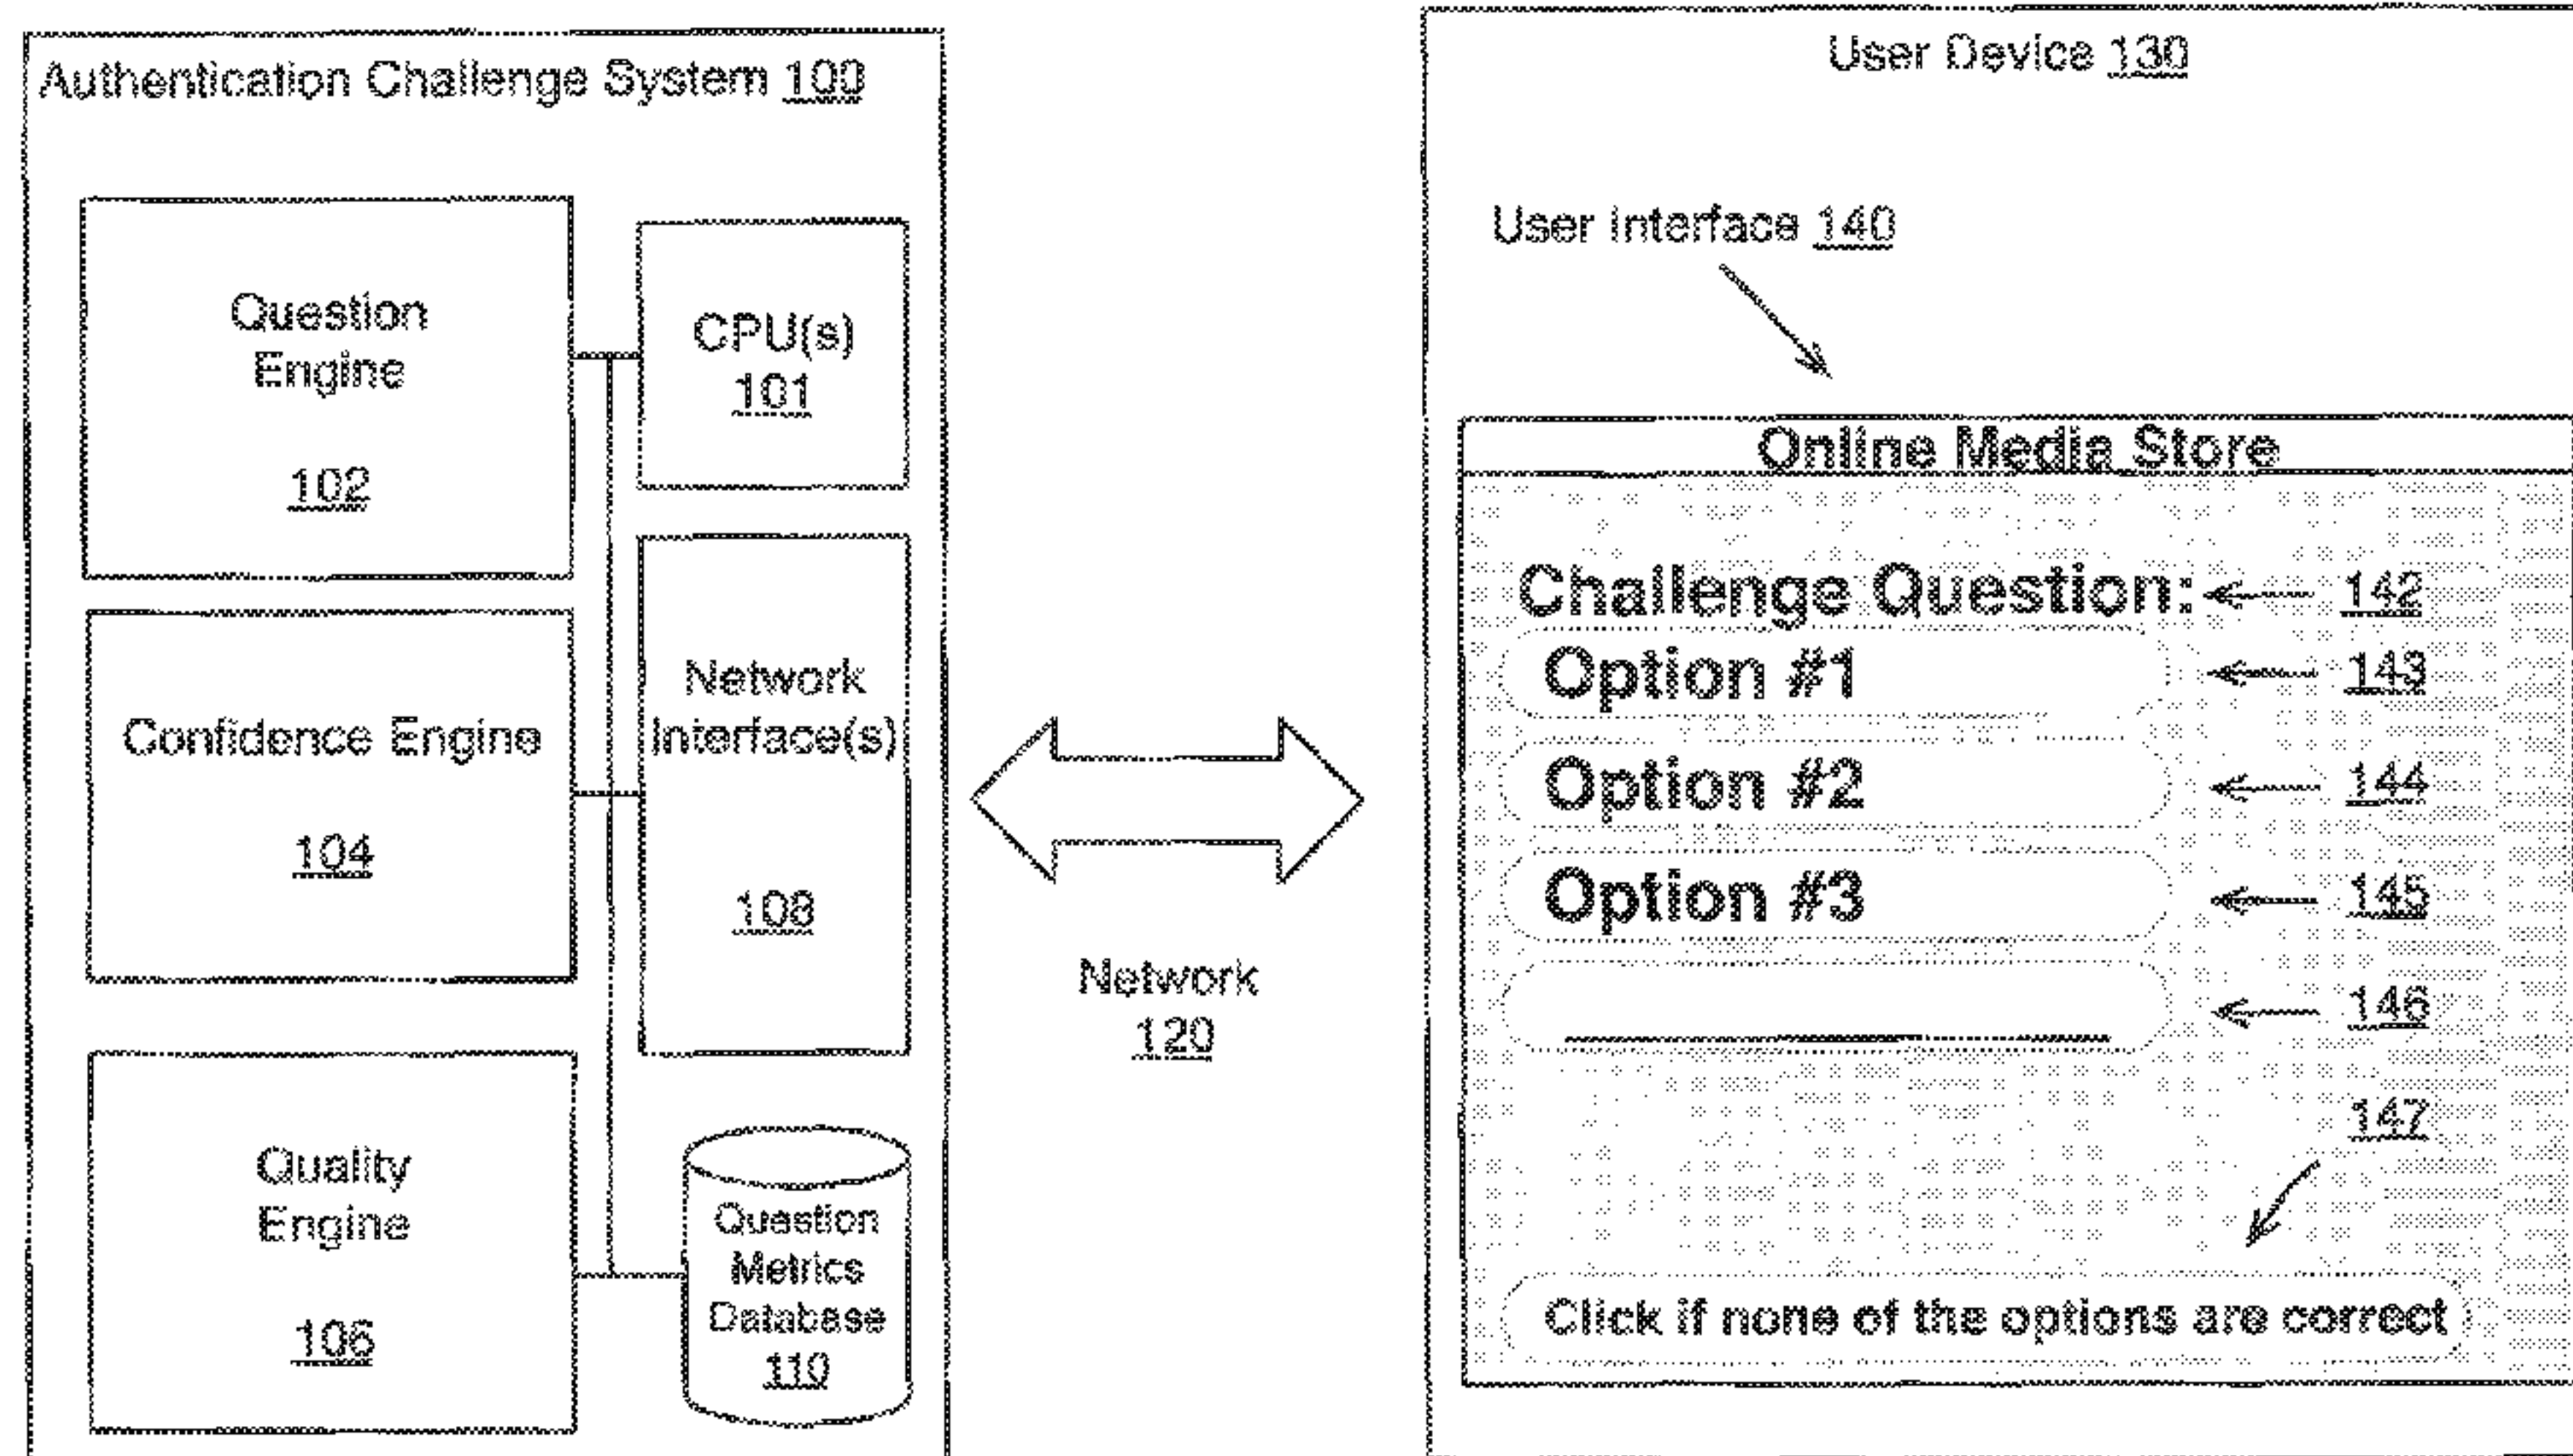 Authentication Challenge System 100
Question
Engine
102
CPU(s)
101
Confidence Engine
104
Network
Interface(s)
108
Quality
Engine
106
Question
Metrics
Database
110
Network
120
User Device 130
User Interface 140
Online Media Store
Challenge Question: 142
Option #1 143
Option #2 144
Option #3 145
146
147
Click if none of the options are correct